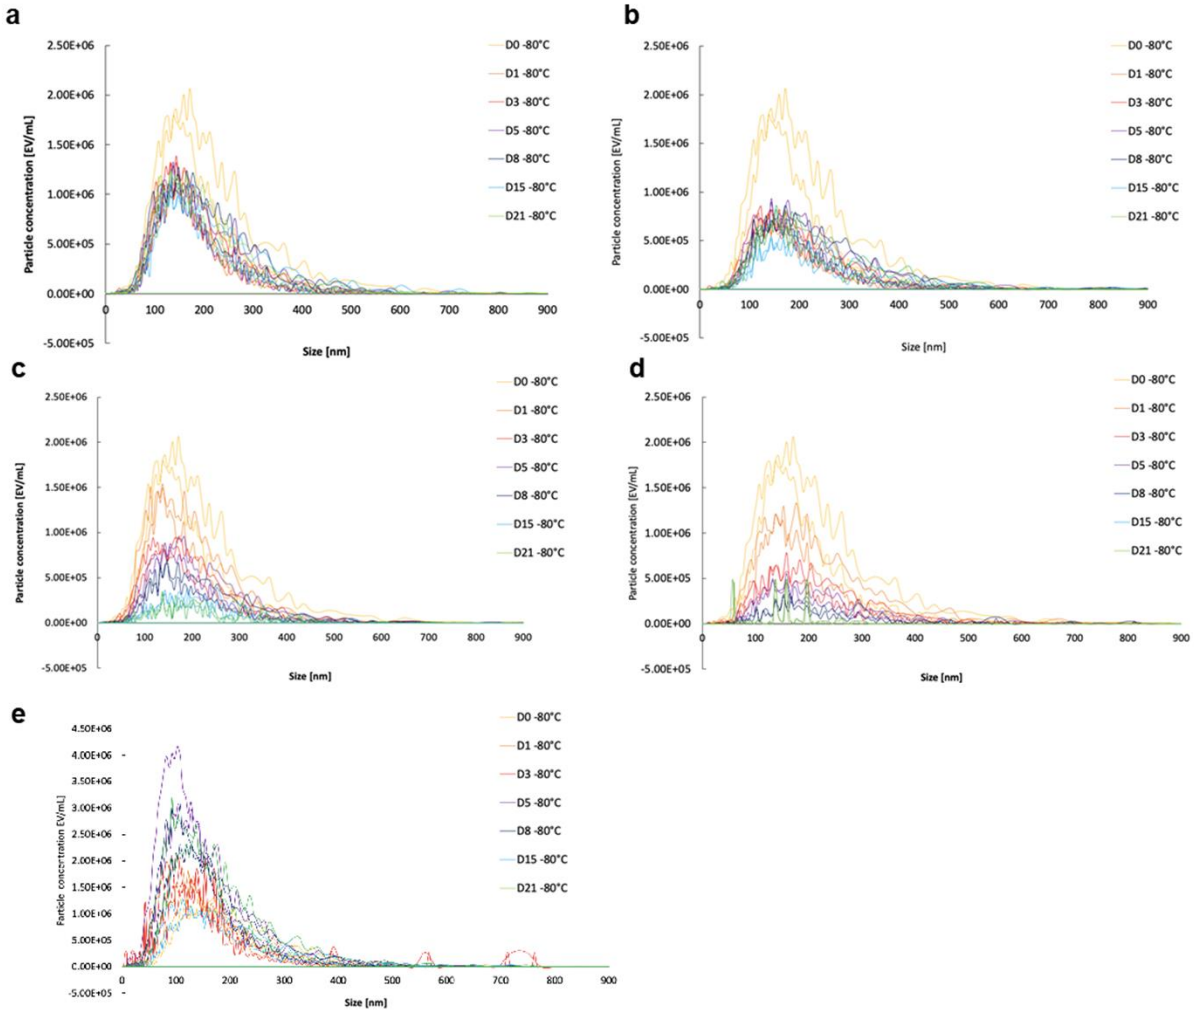 a
2.50E+06
2.00E+06
1.50E+06
1.00E+06
5.00E+05
0.00E+00
-5.00E+05
0 100 200 300 400 500 600 700 800 900
Particle concentration [EV/mL]
Size [nm]
D0 -80°C
D1 -80°C
D3 -80°C
D5 -80°C
D8 -80°C
D15 -80°C
D21 -80°C
b
2.50E+06
2.00E+06
1.50E+06
1.00E+06
5.00E+05
0.00E+00
-5.00E+05
0 100 200 300 400 500 600 700 800 900
Particle concentration [EV/mL]
Size [nm]
D0 -80°C
D1 -80°C
D3 -80°C
D5 -80°C
D8 -80°C
D15 -80°C
D21 -80°C
c
2.50E+06
2.00E+06
1.50E+06
1.00E+06
5.00E+05
0.00E+00
-5.00E+05
0 100 200 300 400 500 600 700 800 900
Particle concentration [EV/mL]
Size [nm]
D0 -80°C
D1 -80°C
D3 -80°C
D5 -80°C
D8 -80°C
D15 -80°C
D21 -80°C
d
2.50E+06
2.00E+06
1.50E+06
1.00E+06
5.00E+05
0.00E+00
-5.00E+05
0 100 200 300 400 500 600 700 800 900
Particle concentration [EV/mL]
Size [nm]
D0 -80°C
D1 -80°C
D3 -80°C
D5 -80°C
D8 -80°C
D15 -80°C
D21 -80°C
e
4.50E+06
4.00E+06
3.50E+06
3.00E+06
2.50E+06
2.00E+06
1.50E+06
1.00E+06
5.00E+05
0.00E+00
-5.00E+05
0 100 200 300 400 500 600 700 800 900
Particle concentration EV/mL]
Size [nm]
D0 -80°C
D1 -80°C
D3 -80°C
D5 -80°C
D8 -80°C
D15 -80°C
D21 -80°C